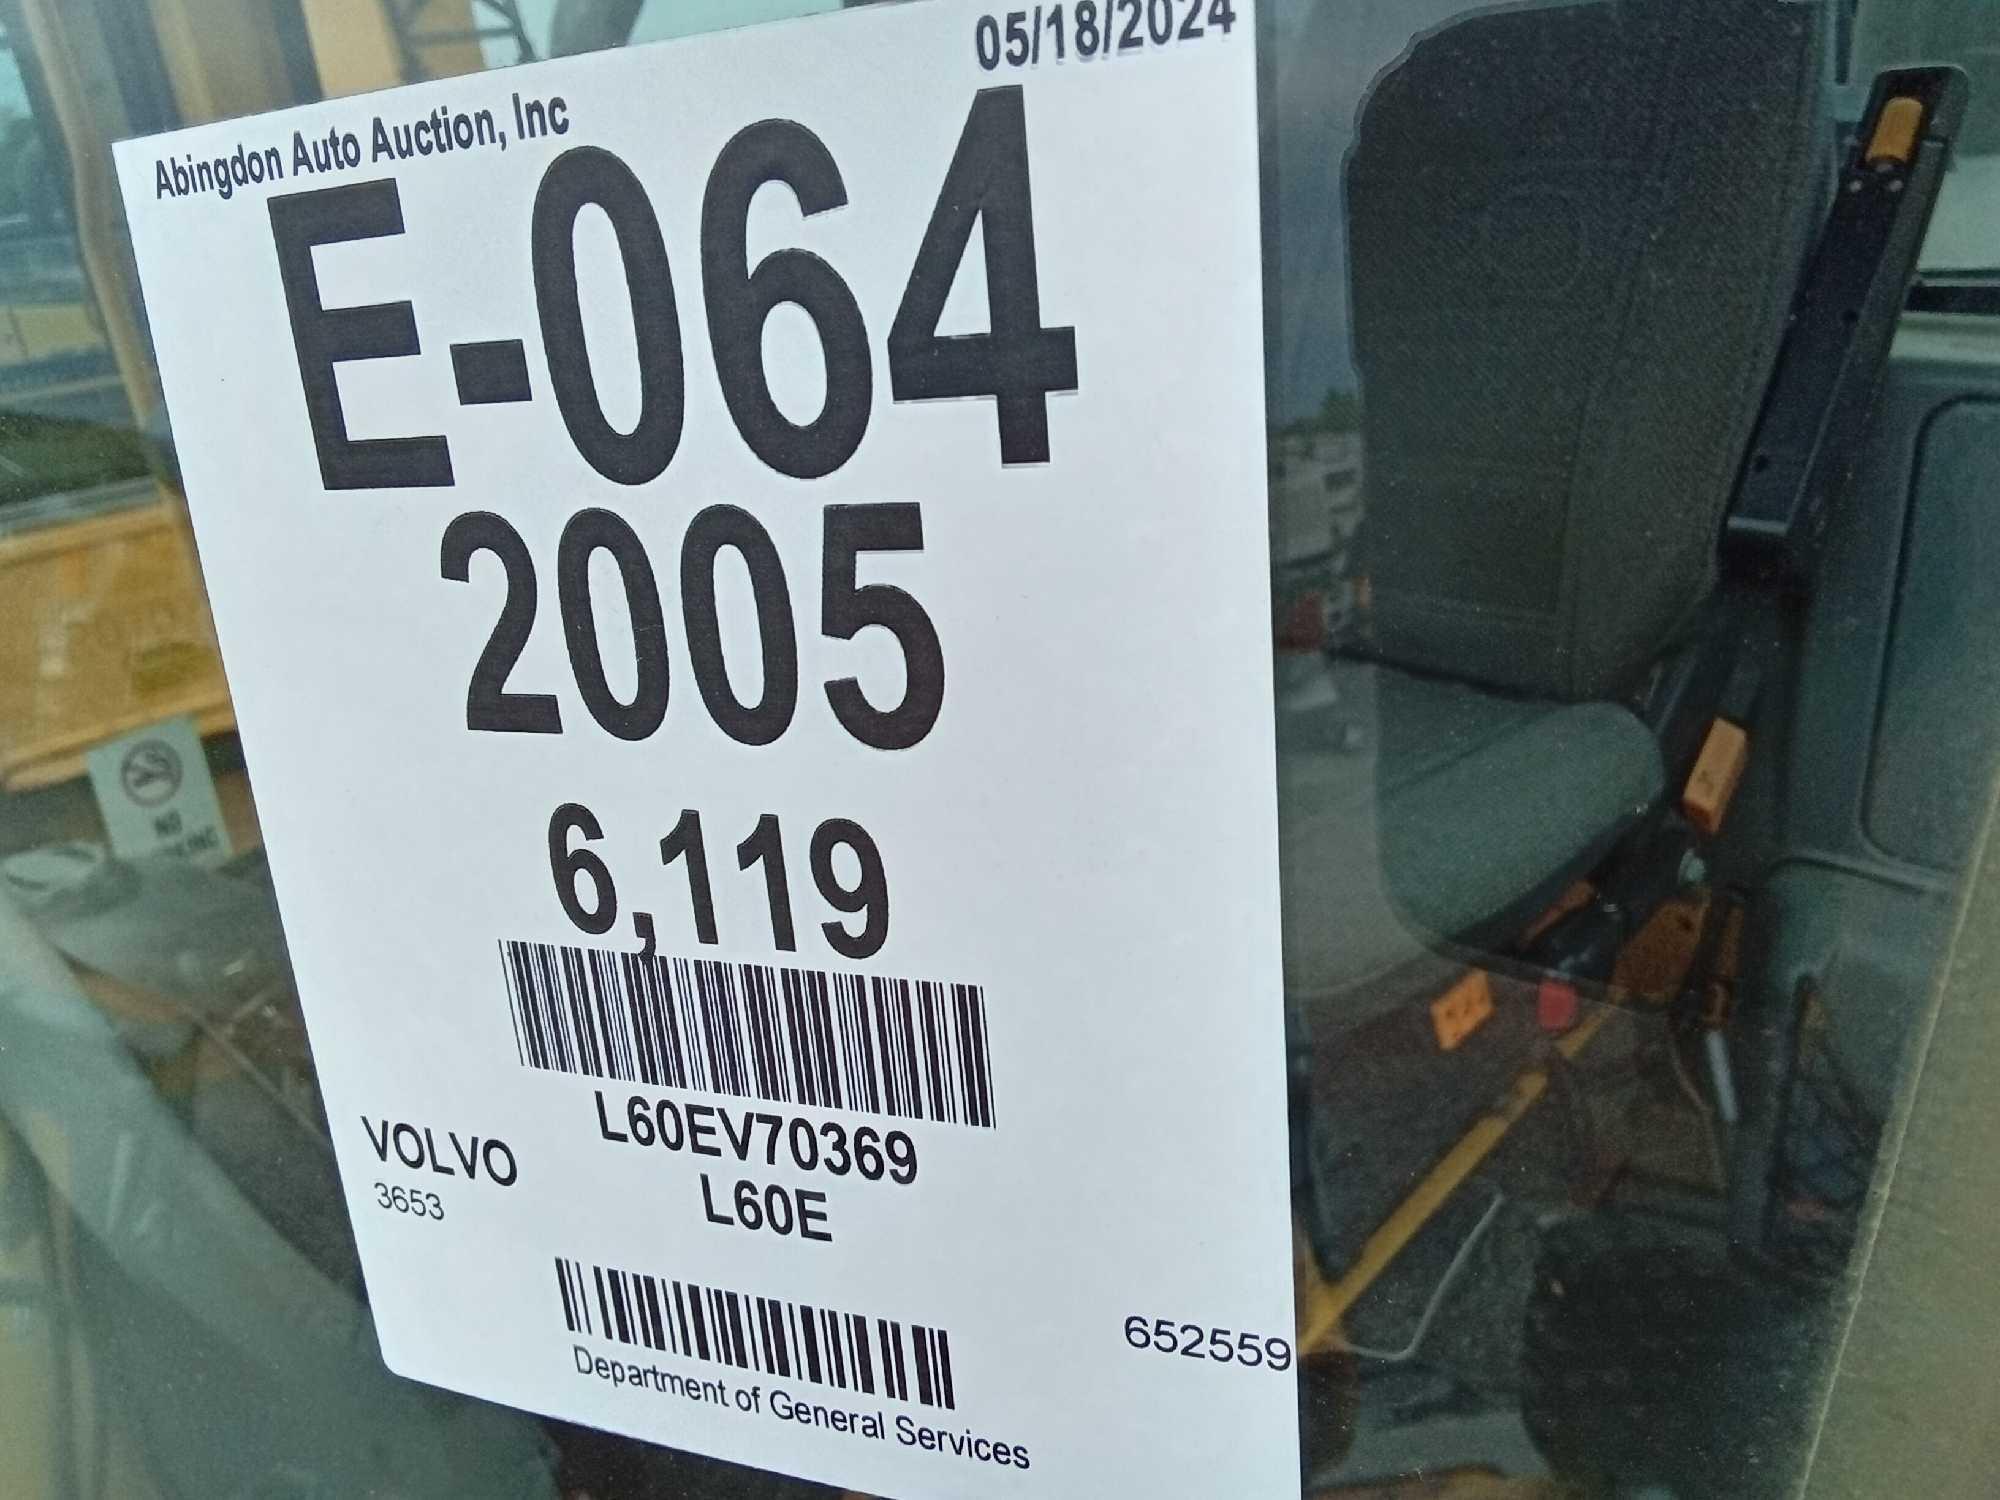 05/18/2024
Abingdon Auto Auction, Inc
E-064
2005
6,119
L60EV70369
VOLVO
L60E
3653
652559
Department of General Services
NO